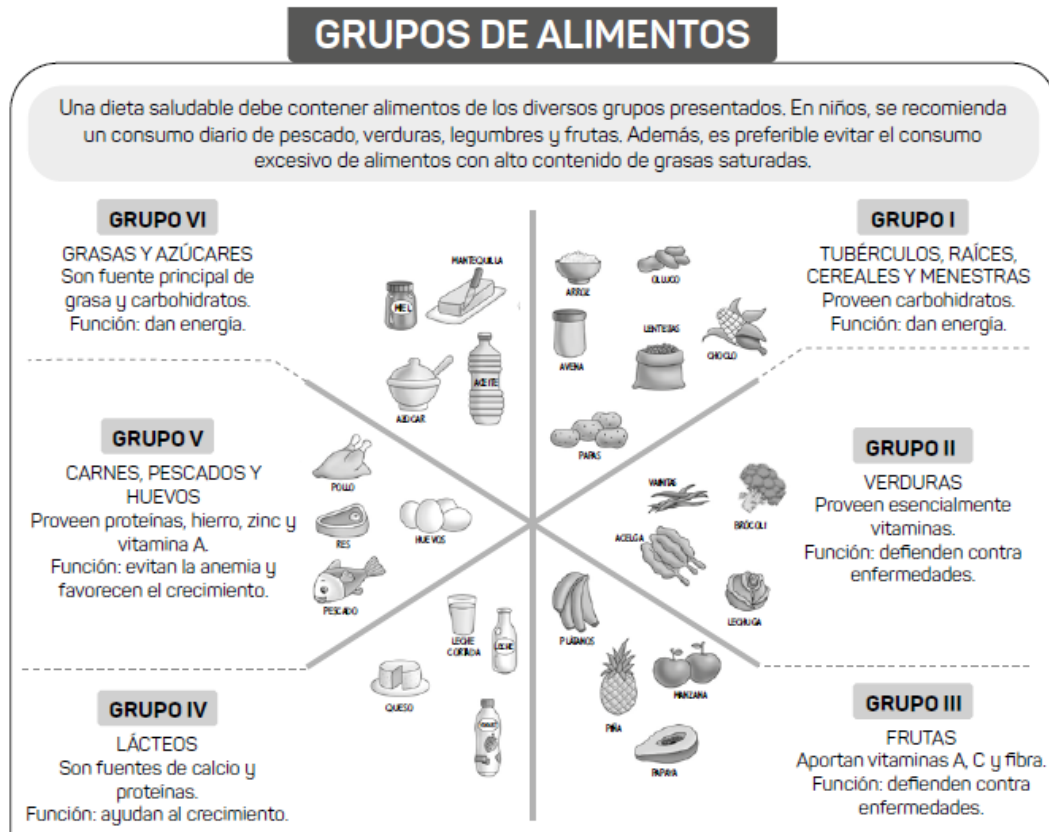 GRUPOS DE ALIMENTOS
Una dieta saludable debe contener alimentos de los diversos grupos presentados. En niños, se recomienda
un consumo diario de pescado, verduras, legumbres y frutas. Además, es preferible evitar el consumo
excesivo de alimentos con alto contenido de grasas saturadas.
GRUPO VI
GRASAS Y AZÚCARES
Son fuente principal de
grasa y carbohidratos.
Función: dan energía.
MANTEQUILLA
MIEL
ACEITE
AZÚCAR
GRUPO I
TUBÉRCULOS, RAÍCES,
CEREALES Y MENESTRAS
Proveen carbohidratos.
Función: dan energía.
ARROZ
OLLUCO
AVENA
LENTEJAS
CHOCLO
PAPAS
GRUPO V
CARNES, PESCADOS Y
HUEVOS
Proveen proteínas, hierro, zinc y
vitamina A.
Función: evitan la anemia y
favorecen el crecimiento.
POLLO
RES
HUEVOS
PESCADO
GRUPO II
VERDURAS
Proveen esencialmente
vitaminas.
Función: defienden contra
enfermedades.
VAINITAS
BRÓCOLI
ACELGA
LECHUGA
GRUPO IV
LÁCTEOS
Son fuentes de calcio y
proteínas.
Función: ayudan al crecimiento.
LECHE
CORTADA
LECHE
QUESO
GRUPO III
FRUTAS
Aportan vitaminas A, C y fibra.
Función: defienden contra
enfermedades.
PLÁTANOS
MANZANA
PIÑA
PAPAYA